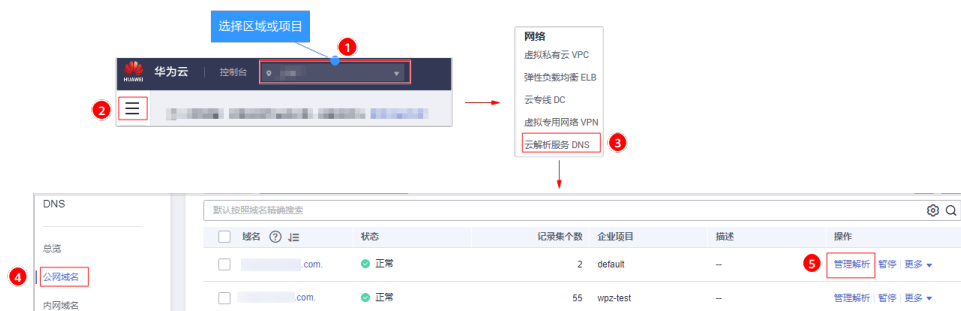 选择区域或项目
1
HUAWEI 华为云 控制台
2
网络
虚拟私有云 VPC
弹性负载均衡 ELB
云专线 DC
虚拟专用网络 VPN
云解析服务 DNS
3
DNS
总览
4
公网域名
内网域名
默认按照域名精确搜索
域名 状态 记录集个数 企业项目 描述 操作
.com. 正常 2 default -- 5 管理解析 暂停 更多
.com. 正常 55 wpz-test -- 管理解析 暂停 更多